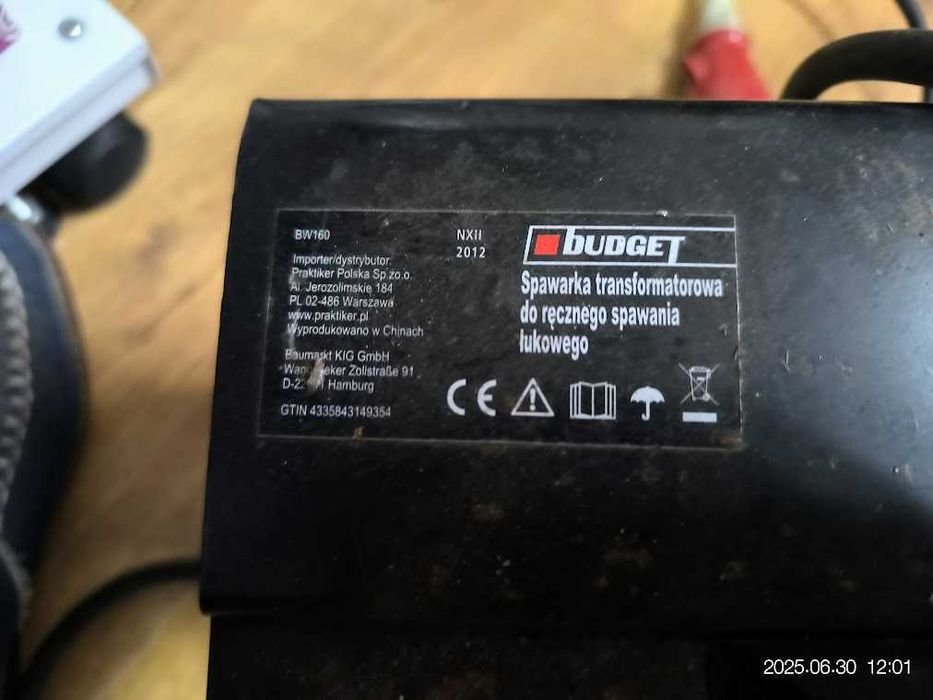 BW160
NXII
2012
BUDGET
Importer/dystrybutor:
Praktiker Polska Sp.zo.o.
Al. Jerozolimskie 184
PL 02-486 Warszawa
www.praktiker.pl
Wyprodukowano w Chinach
Spawarka transformatorowa
do ręcznego spawania
łukowego
Baumarkt KIG GmbH
Zollstraße 91
Hamburg
GTIN 4335843149354
CE
2025.06.30 12:01